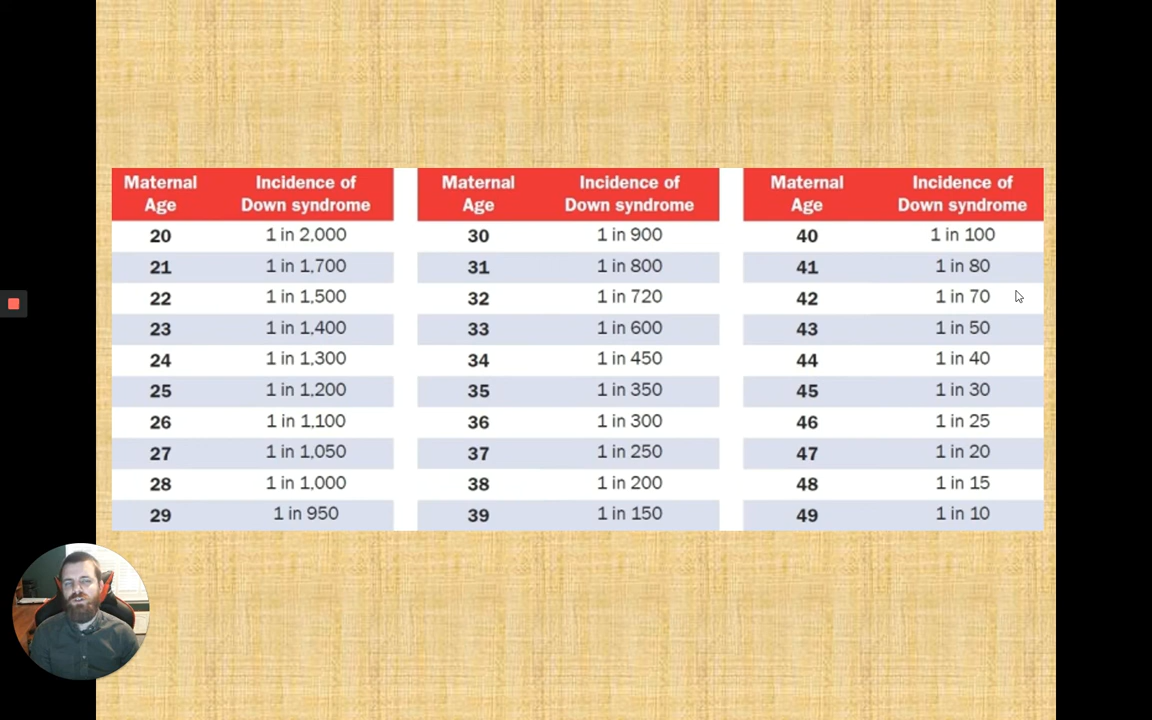 Maternal Age Incidence of Down syndrome
20 1 in 2,000
21 1 in 1,700
22 1 in 1,500
23 1 in 1,400
24 1 in 1,300
25 1 in 1,200
26 1 in 1,100
27 1 in 1,050
28 1 in 1,000
29 1 in 950
Maternal Age Incidence of Down syndrome
30 1 in 900
31 1 in 800
32 1 in 720
33 1 in 600
34 1 in 450
35 1 in 350
36 1 in 300
37 1 in 250
38 1 in 200
39 1 in 150
Maternal Age Incidence of Down syndrome
40 1 in 100
41 1 in 80
42 1 in 70
43 1 in 50
44 1 in 40
45 1 in 30
46 1 in 25
47 1 in 20
48 1 in 15
49 1 in 10